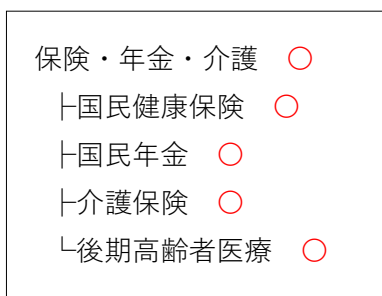 保険・年金・介護 ○
├国民健康保険 ○
├国民年金 ○
├介護保険 ○
└後期高齢者医療 ○